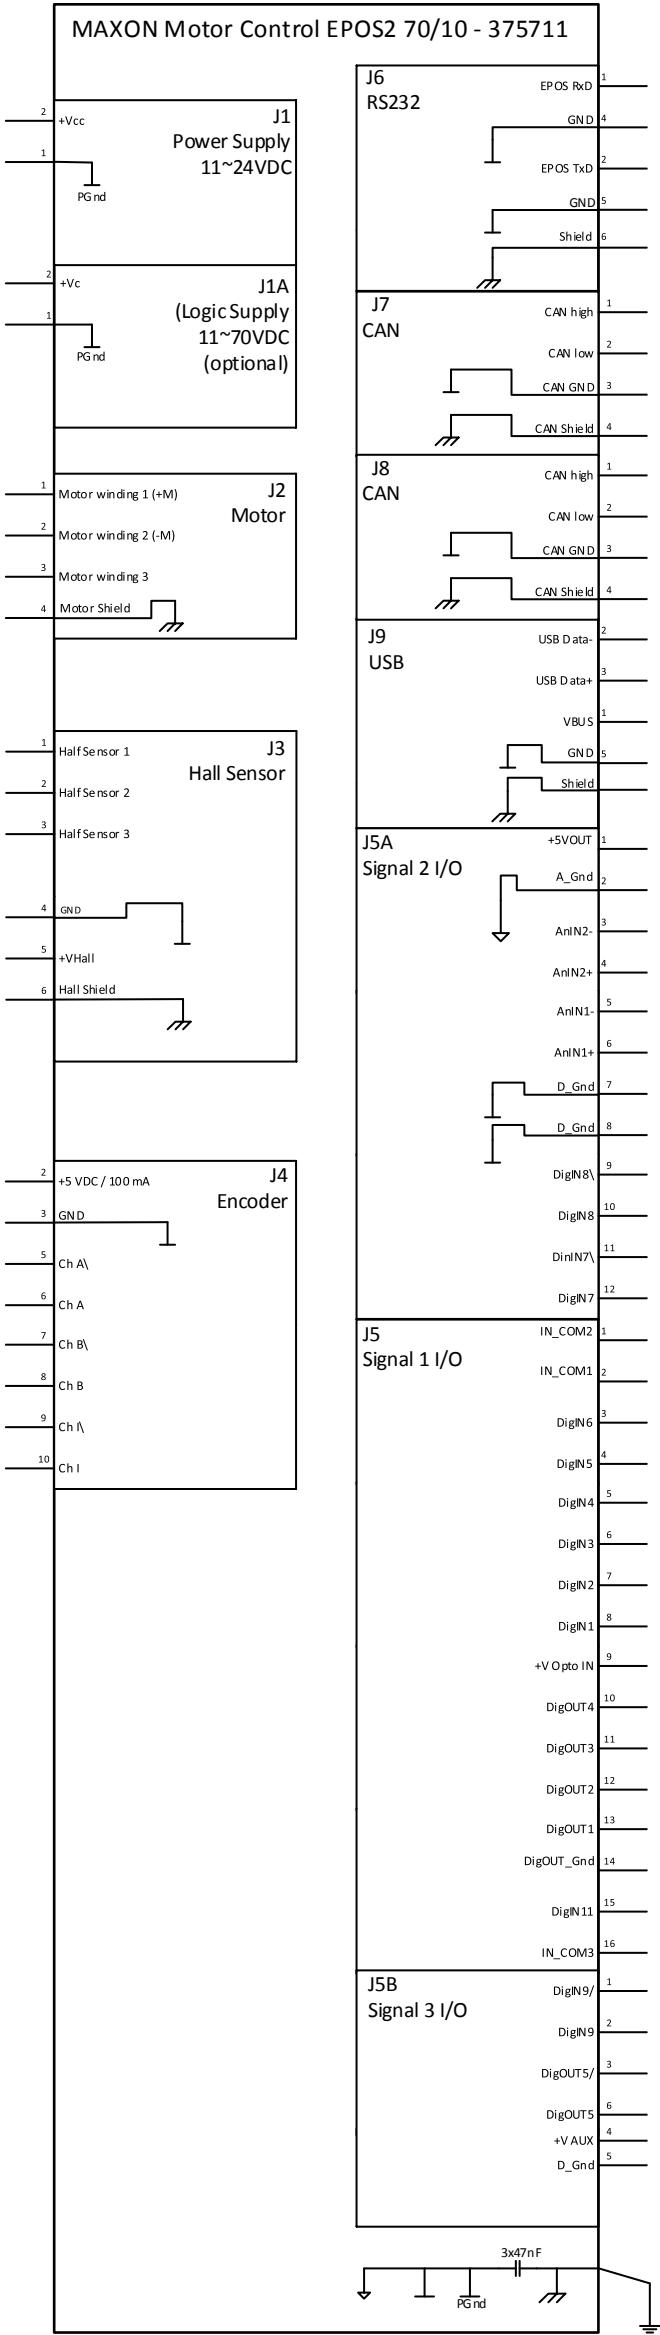 MAXON Motor Control EPOS2 70/10 - 375711
J1
Power Supply
11~24VDC
2
+Vcc
1
PGnd
J1A
(Logic Supply
11~70VDC
(optional)
2
+Vc
1
PGnd
J2
Motor
1
Motor winding 1 (+M)
2
Motor winding 2 (-M)
3
Motor winding 3
4
Motor Shield
J3
Hall Sensor
1
Half Sensor 1
2
Half Sensor 2
3
Half Sensor 3
4
GND
5
+VHall
6
Hall Shield
J4
Encoder
2
+5 VDC / 100 mA
3
GND
5
Ch A\
6
Ch A
7
Ch B\
8
Ch B
9
Ch I\
10
Ch I
J6
RS232
EPOS RxD
1
GND
4
EPOS TxD
2
GND
5
Shield
6
J7
CAN
CAN high
1
CAN low
2
CAN GND
3
CAN Shield
4
J8
CAN
CAN high
1
CAN low
2
CAN GND
3
CAN Shield
4
J9
USB
USB Data-
2
USB Data+
3
VBUS
1
GND
5
Shield
J5A
Signal 2 I/O
+5VOUT
1
A_Gnd
2
AnIN2-
3
AnIN2+
4
AnIN1-
5
AnIN1+
6
D_Gnd
7
D_Gnd
8
DigIN8\
9
DigIN8
10
DinIN7\
11
DigIN7
12
J5
Signal 1 I/O
IN_COM2
1
IN_COM1
2
DigIN6
3
DigIN5
4
DigIN4
5
DigIN3
6
DigIN2
7
DigIN1
8
+V Opto IN
9
DigOUT4
10
DigOUT3
11
DigOUT2
12
DigOUT1
13
DigOUT_Gnd
14
DigIN11
15
IN_COM3
16
J5B
Signal 3 I/O
DigIN9/
1
DigIN9
2
DigOUT5/
3
DigOUT5
6
+V AUX
4
D_Gnd
5
3x47nF
PGnd